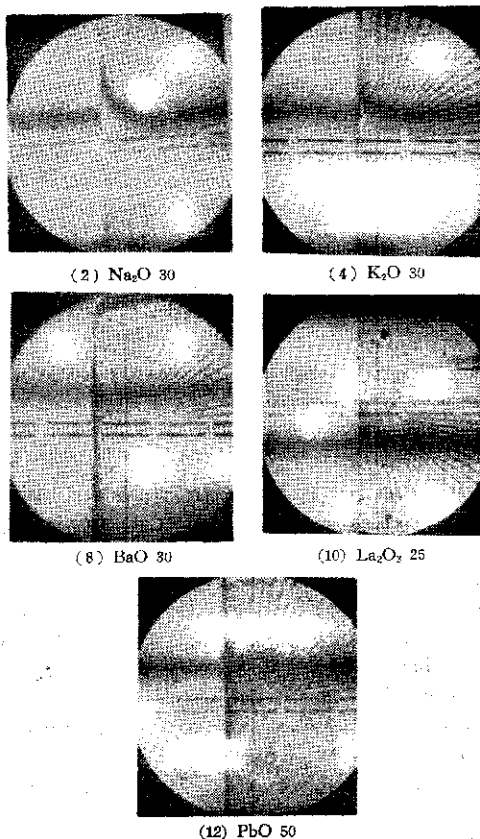 (2) Na₂O 30
(4) K₂O 30
(8) BaO 30
(10) La₂O₃ 25
(12) PbO 50